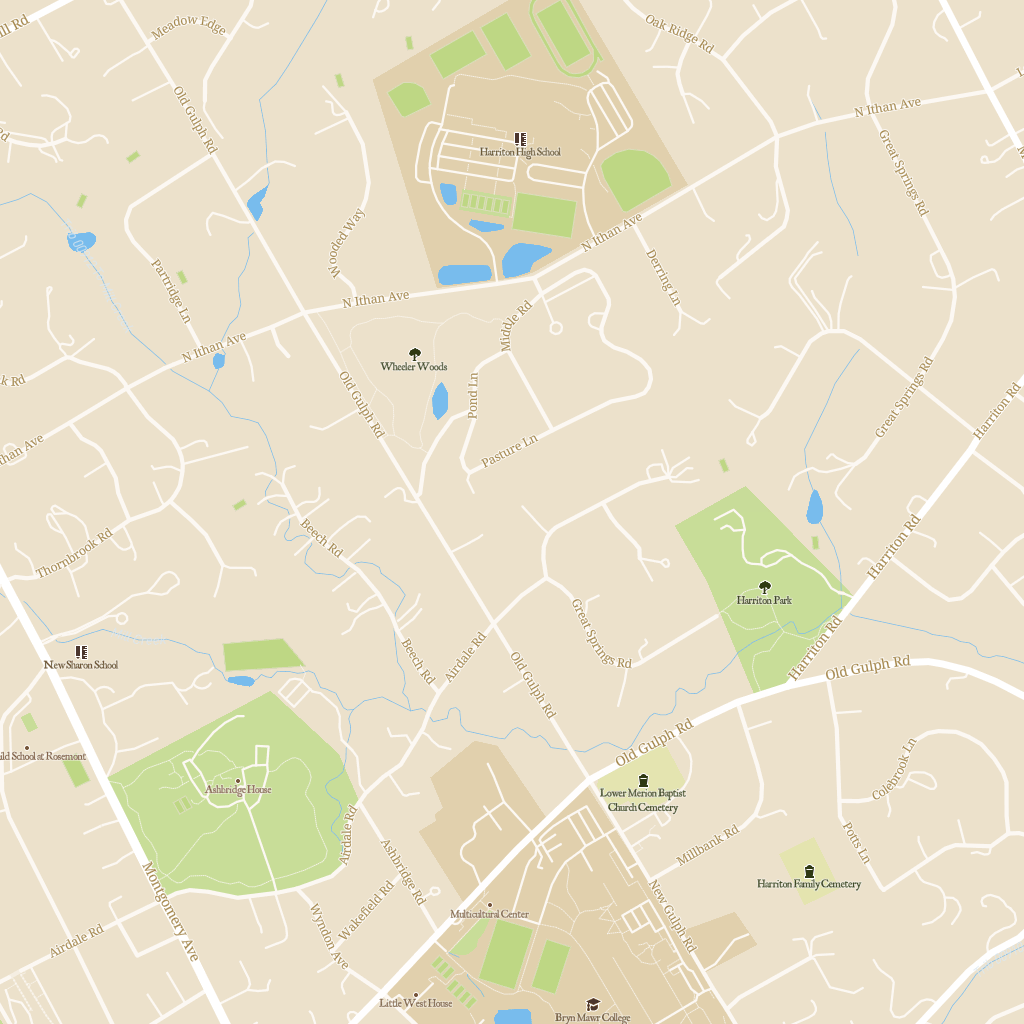 Meadow Edge
Oak Ridge Rd
Old Gulph Rd
N Ithan Ave
Harriton High School
Great Springs Rd
Wooded Way
N Ithan Ave
Derring Ln
Partridge Ln
N Ithan Ave
Middle Rd
N Ithan Ave
Wheeler Woods
Old Gulph Rd
Pond Ln
Great Springs Rd
Harriton Rd
Pasture Ln
Beech Rd
Harriton Rd
Thornbrook Rd
Harriton Park
Great Springs Rd
Harriton Rd
New Sharon School
Beech Rd
Airdale Rd
Old Gulph Rd
Old Gulph Rd
Old Gulph Rd
Colebrook Ln
Ashbridge House
Lower Merion Baptist
Church Cemetery
Airdale Rd
Ashbridge Rd
Millbank Rd
Potts Ln
Harriton Family Cemetery
Montgomery Ave
Wakefield Rd
Multicultural Center
New Gulph Rd
Wyndon Ave
Airdale Rd
Little West House
Bryn Mawr College